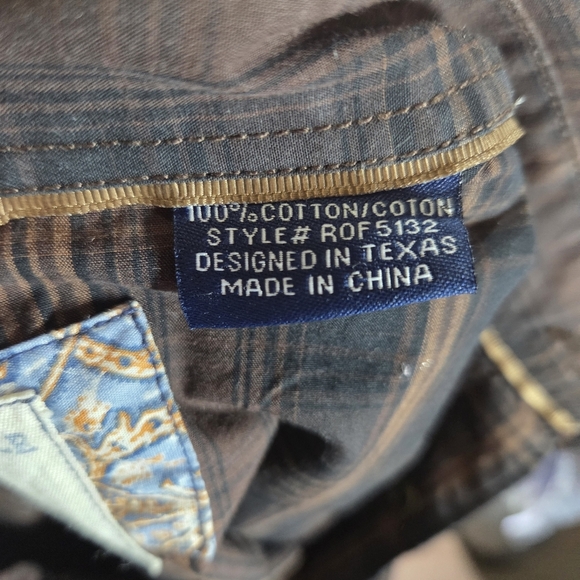 100% COTTON/COTON
STYLE# ROF5132
DESIGNED IN TEXAS
MADE IN CHINA